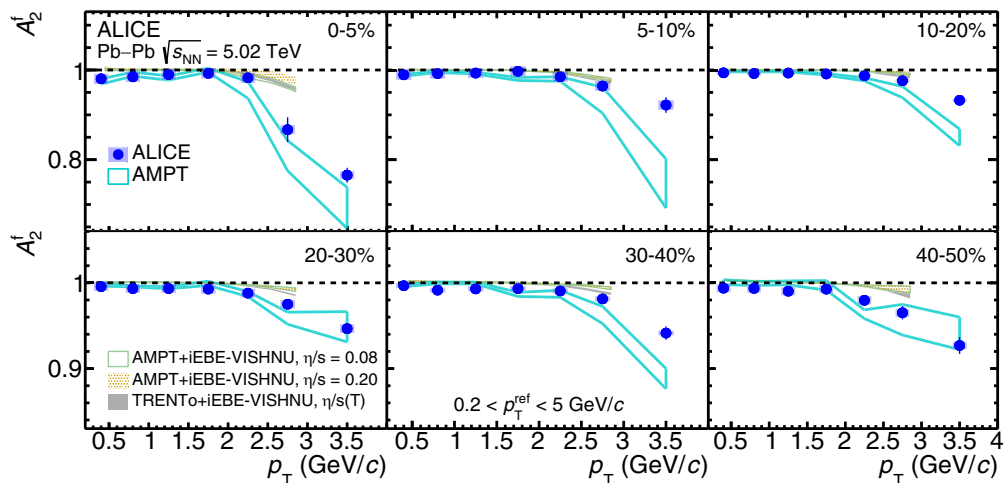 A₂ᶠ
ALICE
0-5%
5-10%
10-20%
Pb−Pb √sNN = 5.02 TeV
1
ALICE
AMPT
0.8
A₂ᶠ
20-30%
30-40%
40-50%
1
AMPT+iEBE-VISHNU, η/s = 0.08
AMPT+iEBE-VISHNU, η/s = 0.20
TRENTo+iEBE-VISHNU, η/s(T)
0.2 < p_T^ref < 5 GeV/c
0.9
0.5 1 1.5 2 2.5 3 3.5 0.5 1 1.5 2 2.5 3 3.5 0.5 1 1.5 2 2.5 3 3.5 4
p_T (GeV/c) p_T (GeV/c) p_T (GeV/c)